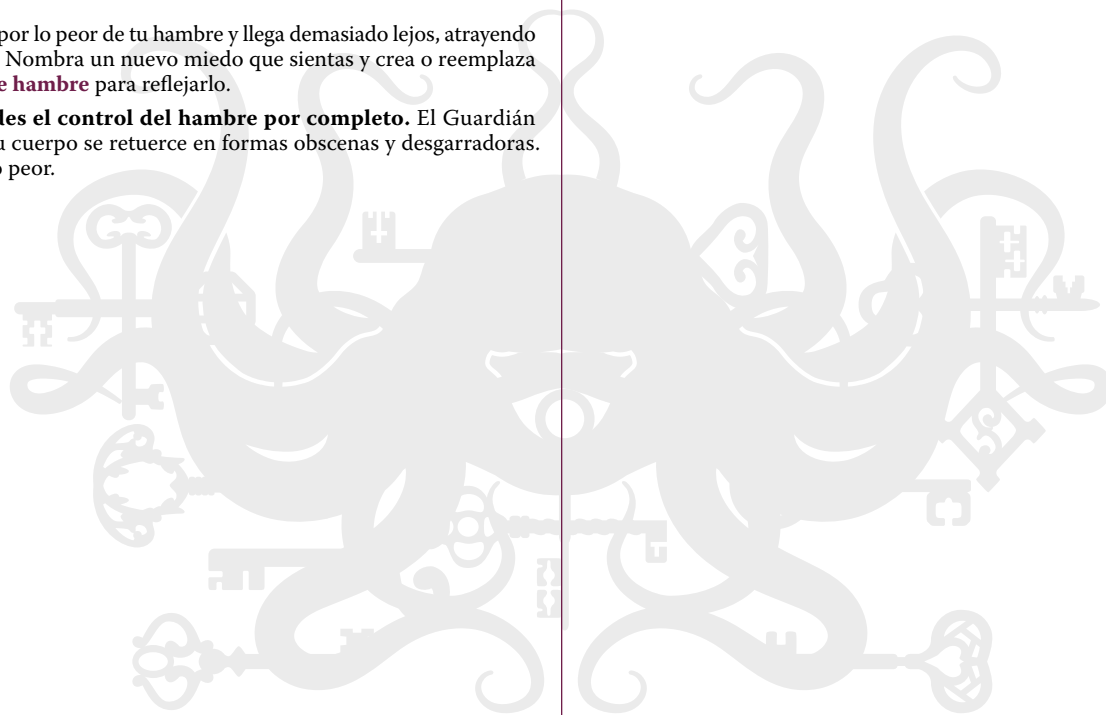 por lo peor de tu hambre y llega demasiado lejos, atrayendo
Nombra un nuevo miedo que sientas y crea o reemplaza
e hambre para reflejarlo.
des el control del hambre por completo. El Guardián
u cuerpo se retuerce en formas obscenas y desgarradoras.
o peor.